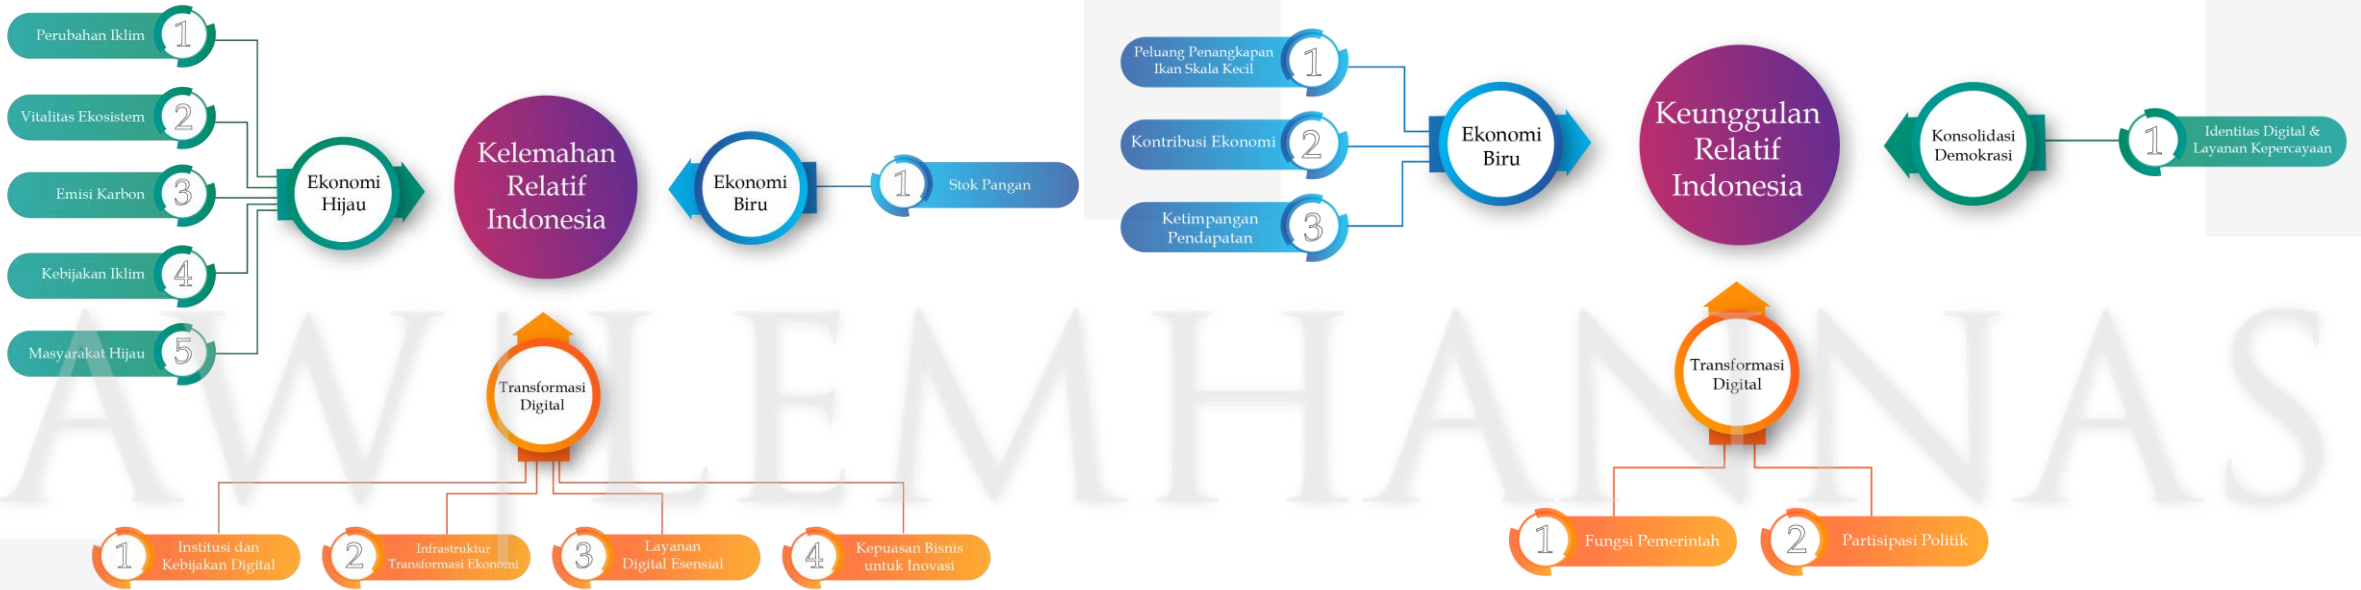 Perubahan Iklim
1
Vitalitas Ekosistem
2
Emisi Karbon
3
Kebijakan Iklim
4
Masyarakat Hijau
5
Ekonomi
Hijau
Kelemahan
Relatif
Indonesia
Ekonomi
Biru
1
Stok Pangan
Transformasi
Digital
1
Institusi dan
Kebijakan Digital
2
Infrastruktur
Transformasi Ekonomi
3
Layanan
Digital Esensial
4
Kepuasan Bisnis
untuk Inovasi
Peluang Penangkapan
Ikan Skala Kecil
1
Kontribusi Ekonomi
2
Ketimpangan
Pendapatan
3
Ekonomi
Biru
Keunggulan
Relatif
Indonesia
Konsolidasi
Demokrasi
1
Identitas Digital &
Layanan Kepercayaan
Transformasi
Digital
1
Fungsi Pemerintah
2
Partisipasi Politik
AW | LEMHANNAS